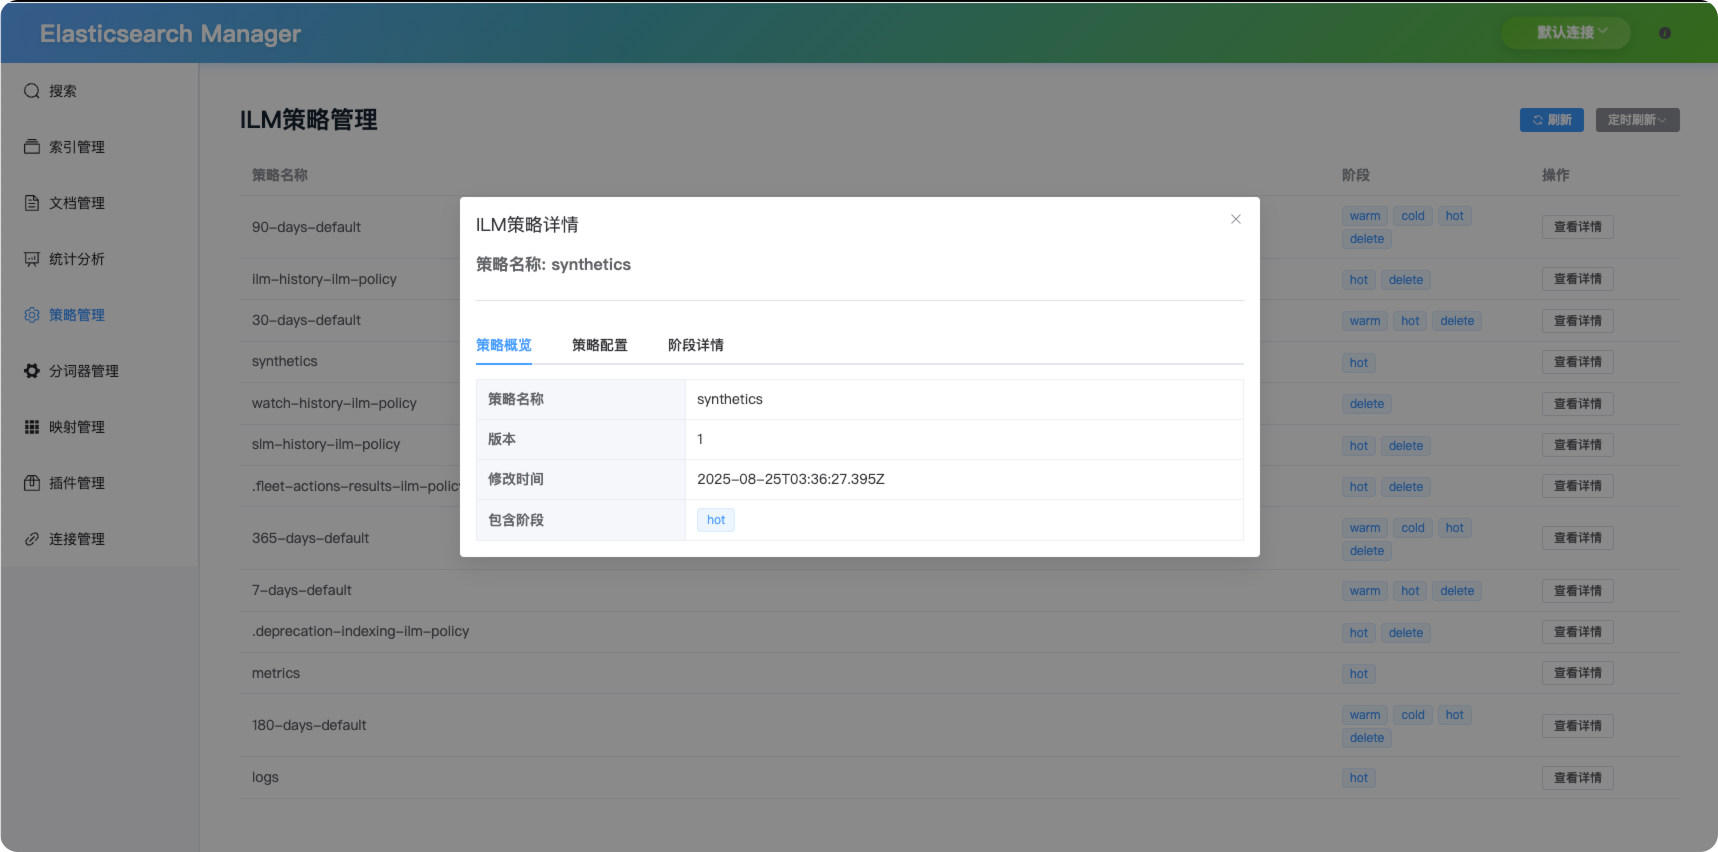 Elasticsearch Manager
默认连接
搜索
索引管理
文档管理
统计分析
策略管理
分词器管理
映射管理
插件管理
连接管理
ILM策略管理
刷新
定时刷新
策略名称 阶段 操作
90-days-default warm cold hot delete 查看详情
ilm-history-ilm-policy hot delete 查看详情
30-days-default warm hot delete 查看详情
synthetics hot 查看详情
watch-history-ilm-policy delete 查看详情
slm-history-ilm-policy hot delete 查看详情
.fleet-actions-results-ilm-polic hot delete 查看详情
365-days-default warm cold hot delete 查看详情
7-days-default warm hot delete 查看详情
.deprecation-indexing-ilm-policy hot delete 查看详情
metrics hot 查看详情
180-days-default warm cold hot delete 查看详情
logs hot 查看详情
ILM策略详情
策略名称: synthetics
策略概览 策略配置 阶段详情
策略名称 synthetics
版本 1
修改时间 2025-08-25T03:36:27.395Z
包含阶段 hot